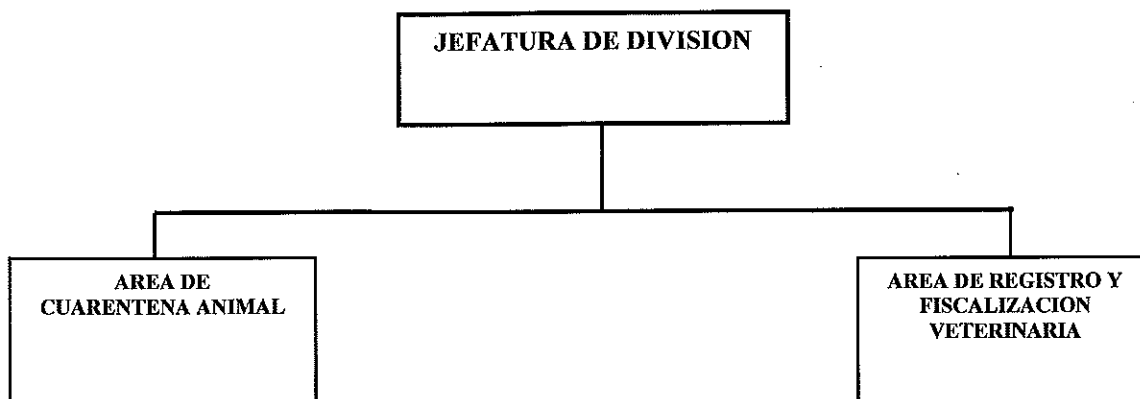 JEFATURA DE DIVISION
AREA DE
CUARENTENA ANIMAL
AREA DE REGISTRO Y
FISCALIZACION
VETERINARIA